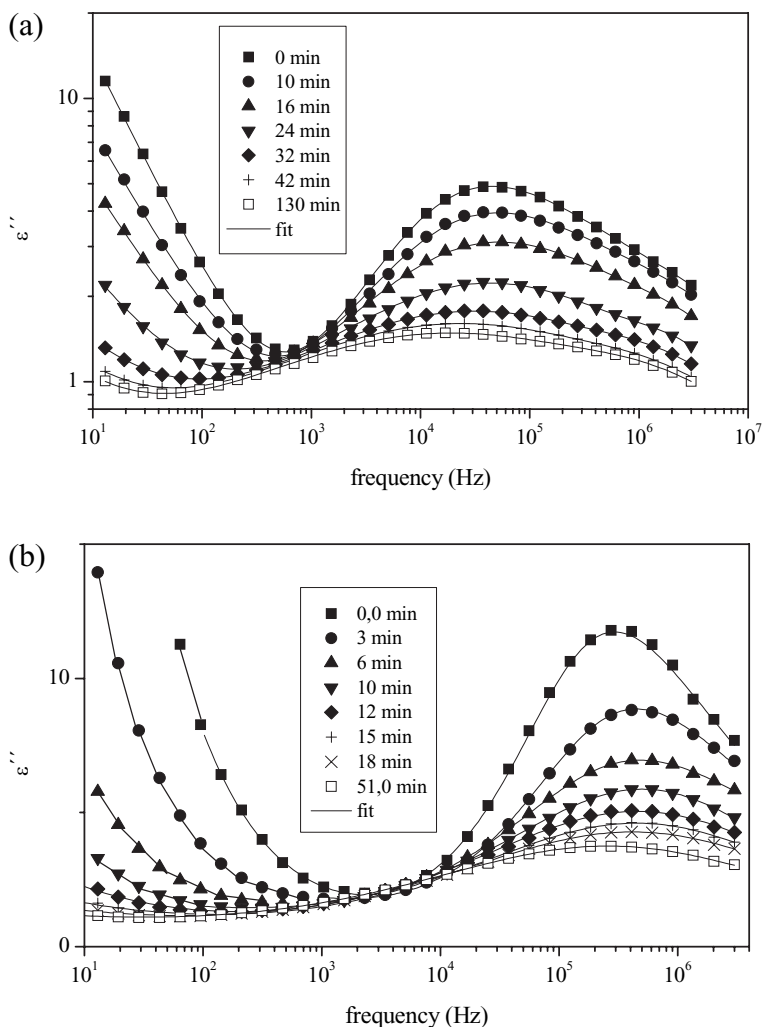 (a)
0 min
10 min
16 min
24 min
32 min
42 min
130 min
fit
10
1
ε´´
10¹ 10² 10³ 10⁴ 10⁵ 10⁶ 10⁷
frequency (Hz)
(b)
0,0 min
3 min
6 min
10 min
12 min
15 min
18 min
51,0 min
fit
10
0
ε´´
10¹ 10² 10³ 10⁴ 10⁵ 10⁶
frequency (Hz)